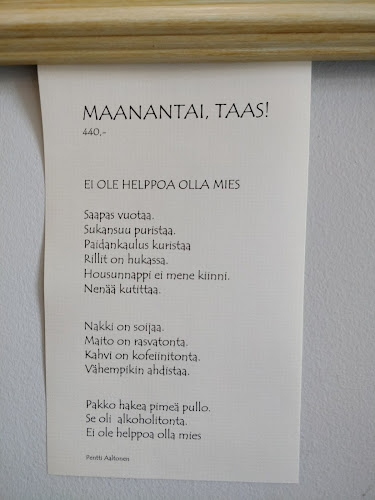 MAANANTAI, TAAS!
440,-
EI OLE HELPPOA OLLA MIES
Saapas vuotaa.
Sukansuu puristaa.
Paidankaulus kuristaa
Rillit on hukassa.
Housunnappi ei mene kiinni.
Nenää kutittaa.
Nakki on soijaa.
Maito on rasvatonta.
Kahvi on kofeiinitonta.
Vähempikin ahdistaa.
Pakko hakea pimeä pullo.
Se oli alkoholitonta.
Ei ole helppoa olla mies
Pentti Aaltonen